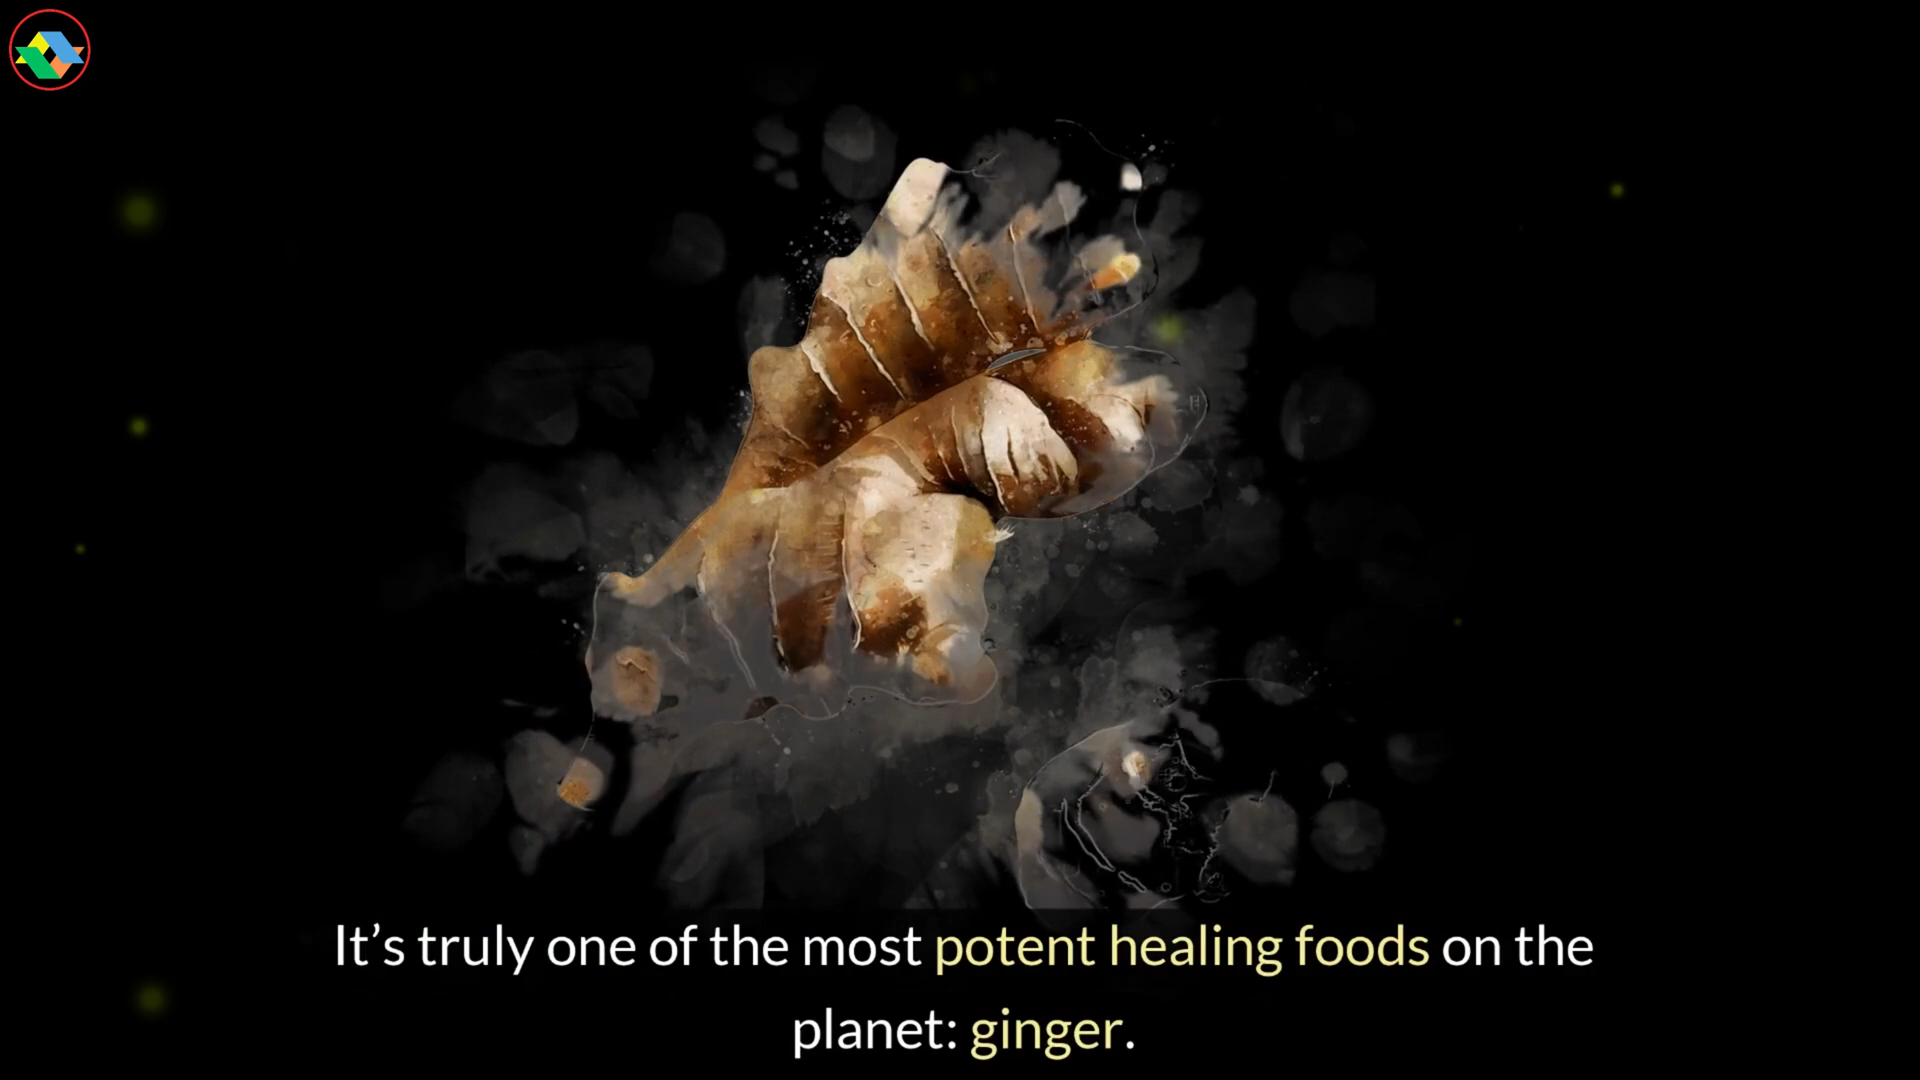 It’s truly one of the most potent healing foods on the
planet: ginger.